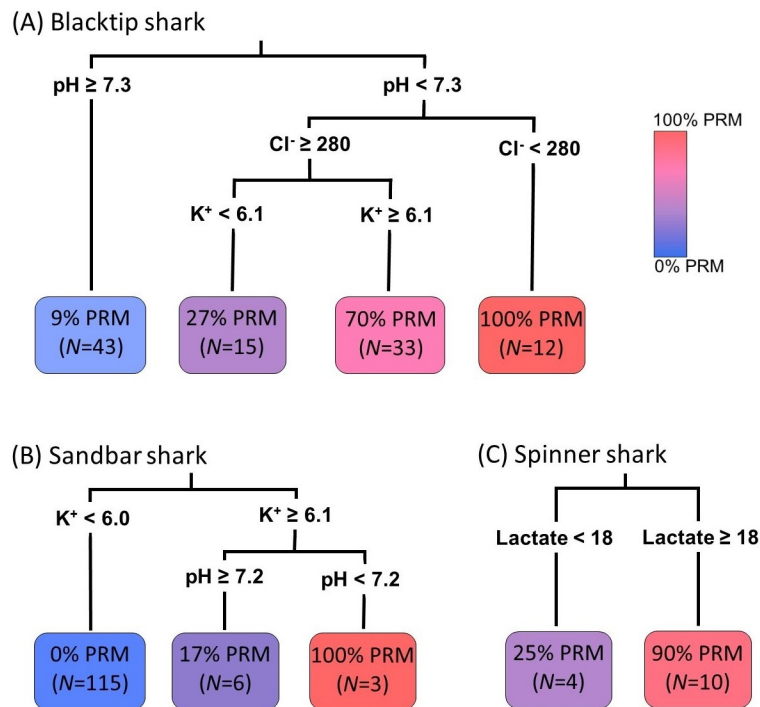 (A) Blacktip shark
pH ≥ 7.3
pH < 7.3
Cl⁻ ≥ 280
Cl⁻ < 280
K⁺ < 6.1
K⁺ ≥ 6.1
100% PRM
0% PRM
9% PRM
(N=43)
27% PRM
(N=15)
70% PRM
(N=33)
100% PRM
(N=12)
(B) Sandbar shark
K⁺ < 6.0
K⁺ ≥ 6.1
pH ≥ 7.2
pH < 7.2
0% PRM
(N=115)
17% PRM
(N=6)
100% PRM
(N=3)
(C) Spinner shark
Lactate < 18
Lactate ≥ 18
25% PRM
(N=4)
90% PRM
(N=10)